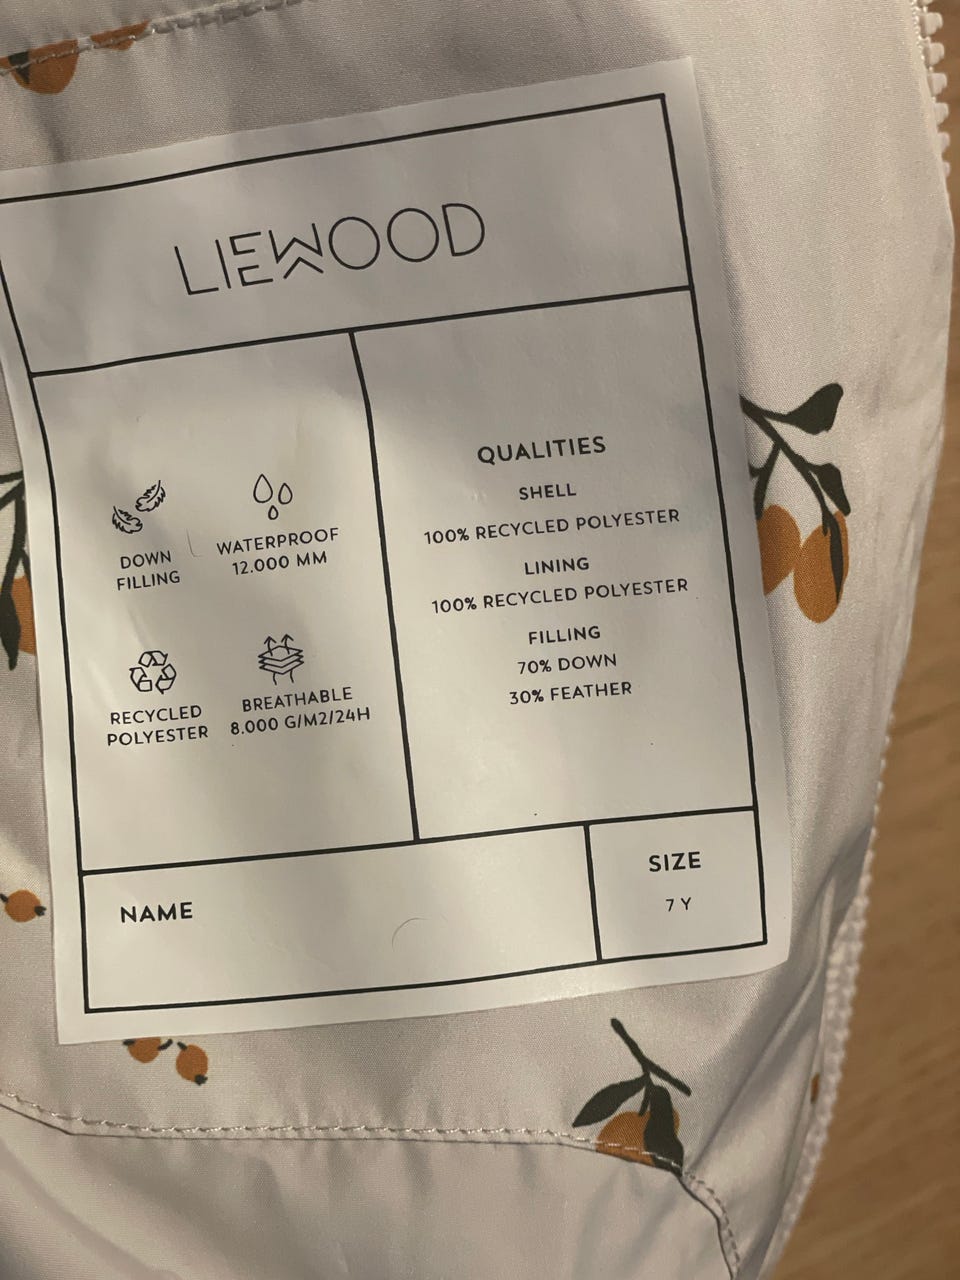 LIEWOOD
DOWN
FILLING
WATERPROOF
12.000 MM
RECYCLED
POLYESTER
BREATHABLE
8.000 G/M2/24H
QUALITIES
SHELL
100% RECYCLED POLYESTER
LINING
100% RECYCLED POLYESTER
FILLING
70% DOWN
30% FEATHER
NAME
SIZE
7 Y